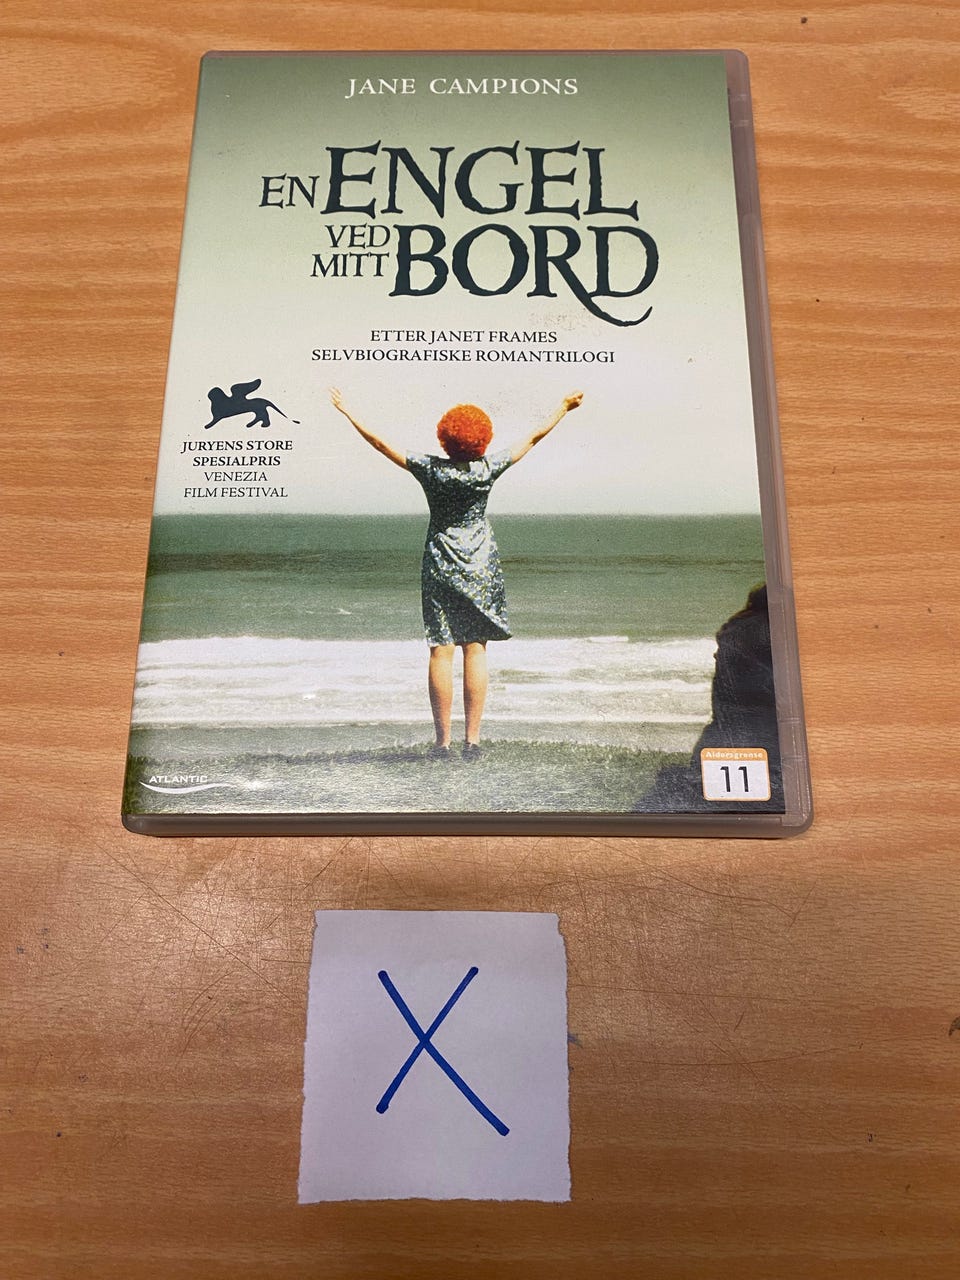 JANE CAMPIONS
EN ENGEL
VED
MITT BORD
ETTER JANET FRAMES
SELVBIOGRAFISKE ROMANTRILOGI
JURYENS STORE
SPESIALPRIS
VENEZIA
FILM FESTIVAL
ATLANTIC
Aldersgrense
11
X